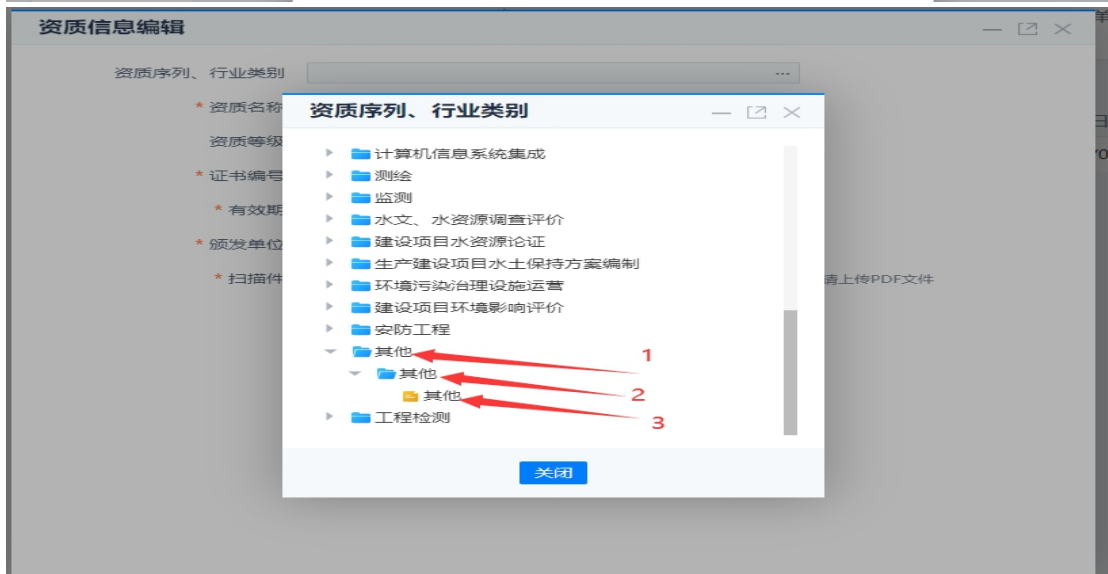 资质信息编辑
资质序列、行业类别
...
* 资质名称
资质等级
* 证书编号
* 有效期
* 颁发单位
* 扫描件
请上传PDF文件
资质序列、行业类别
计算机信息系统集成
测绘
监测
水文、水资源调查评价
建设项目水资源论证
生产建设项目水土保持方案编制
环境污染治理设施运营
建设项目环境影响评价
安防工程
其他 1
其他 2
其他 3
工程检测
关闭